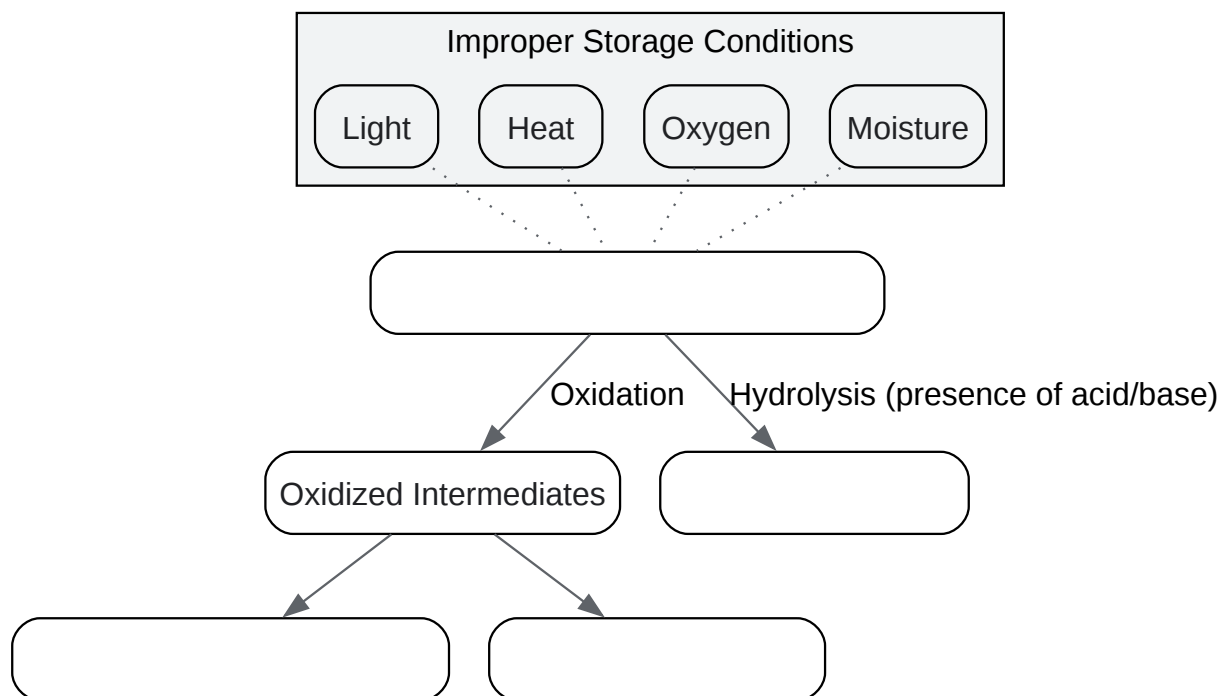 Improper Storage Conditions
Light
Heat
Oxygen
Moisture
Oxidation
Hydrolysis (presence of acid/base)
Oxidized Intermediates